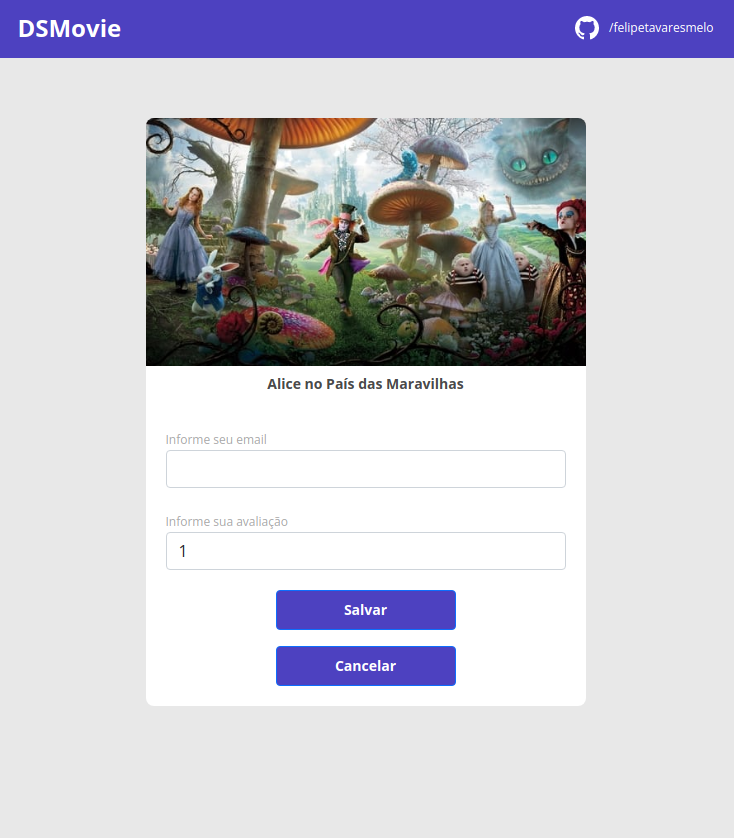 DSMovie
/felipetavaresmelo
Alice no País das Maravilhas
Informe seu email
Informe sua avaliação
1
Salvar
Cancelar